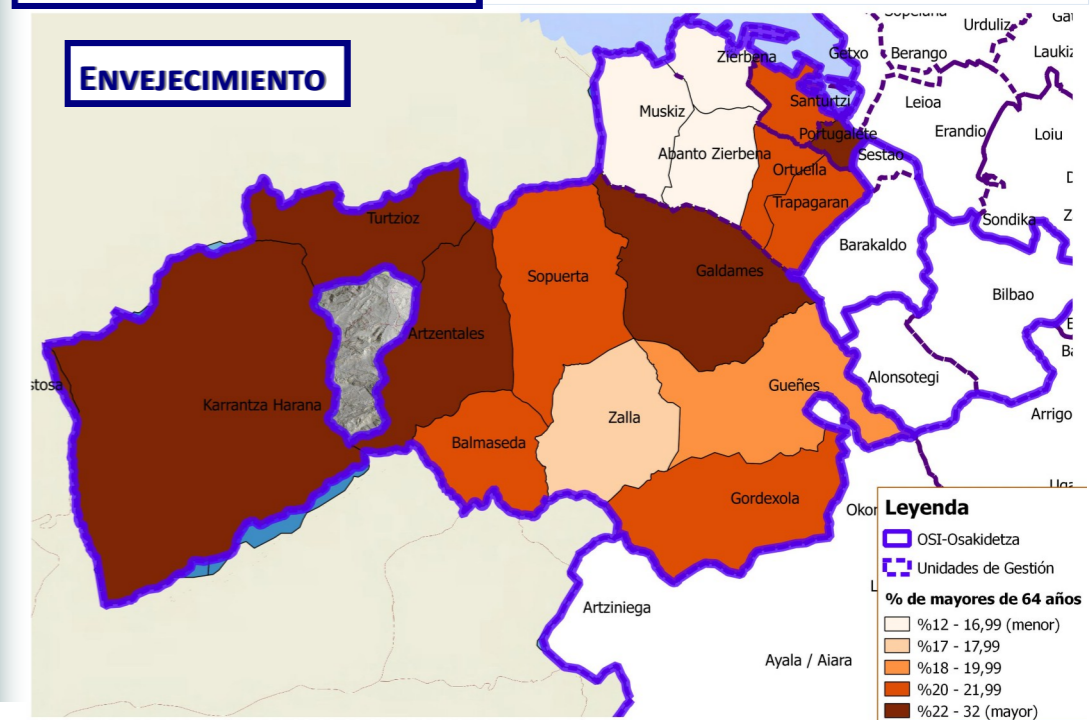 ENVEJECIMIENTO
Sopelana
Urduliz
Zierbena
Getxo
Berango
Laukiz
Muskiz
Santurtzi
Leioa
Portugalete
Erandio
Loiu
Abanto Zierbena
Sestao
Ortuella
Turtzioz
Trapagaran
Sondika
Barakaldo
Sopuerta
Galdames
Bilbao
Artzentales
Alonsotegi
stosa
Karrantza Harana
Gueñes
Zalla
Arrigo
Balmaseda
Gordexola
Okon
Artziniega
Ayala / Aiara
Leyenda
OSI-Osakidetza
Unidades de Gestión
% de mayores de 64 años
%12 - 16,99 (menor)
%17 - 17,99
%18 - 19,99
%20 - 21,99
%22 - 32 (mayor)